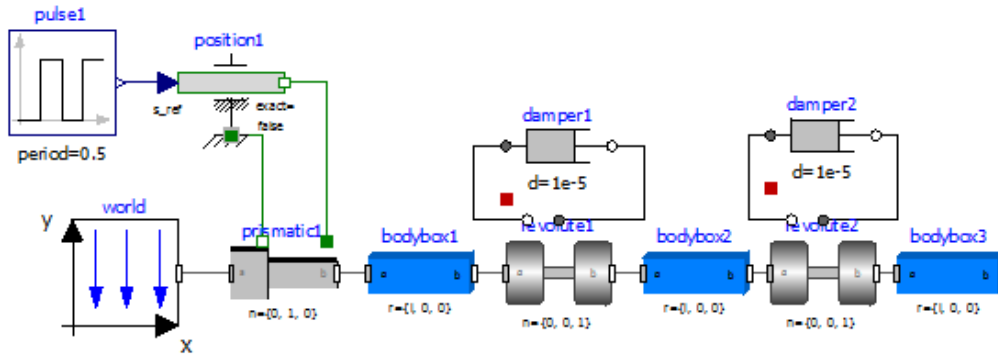 pulse1
position1
s_ref
exact=
false
period=0.5
damper1
d=1e-5
damper2
d=1e-5
y
world
x
prismatic1
a
b
n={0, 1, 0}
bodybox1
a
b
r={l, 0, 0}
revolute1
a
b
n={0, 0, 1}
bodybox2
a
b
r={l, 0, 0}
revolute2
a
b
n={0, 0, 1}
bodybox3
a
b
r={l, 0, 0}